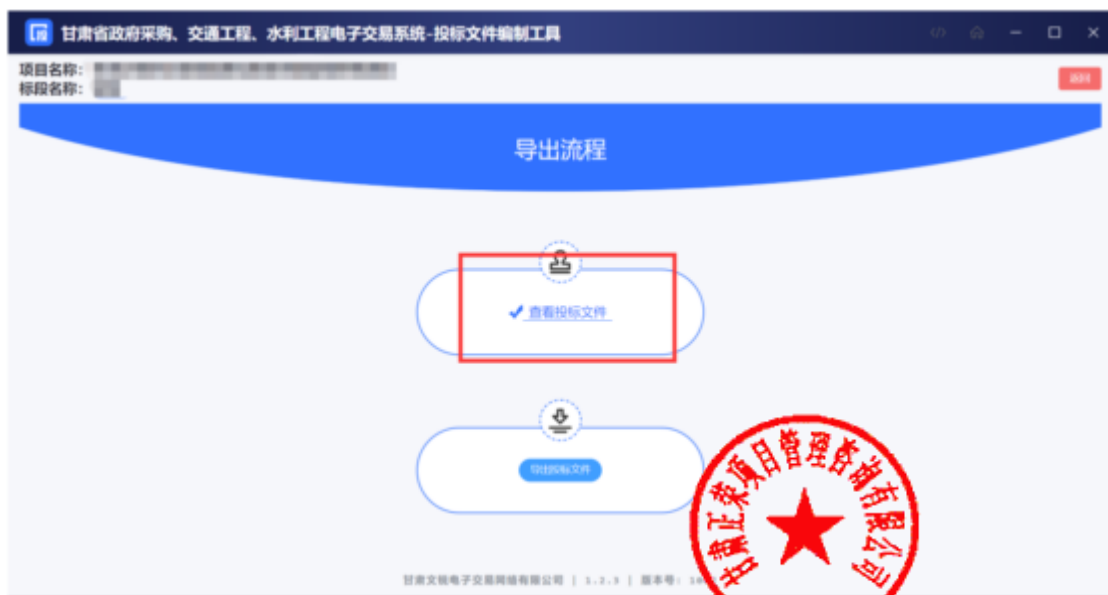 甘肃省政府采购、交通工程、水利工程电子交易系统-投标文件编制工具
项目名称：
标段名称：
返回
导出流程
查看投标文件
导出投标文件
甘肃文锐电子交易网络有限公司 | 1.2.3 | 版本号：
甘肃正荣项目管理咨询有限公司